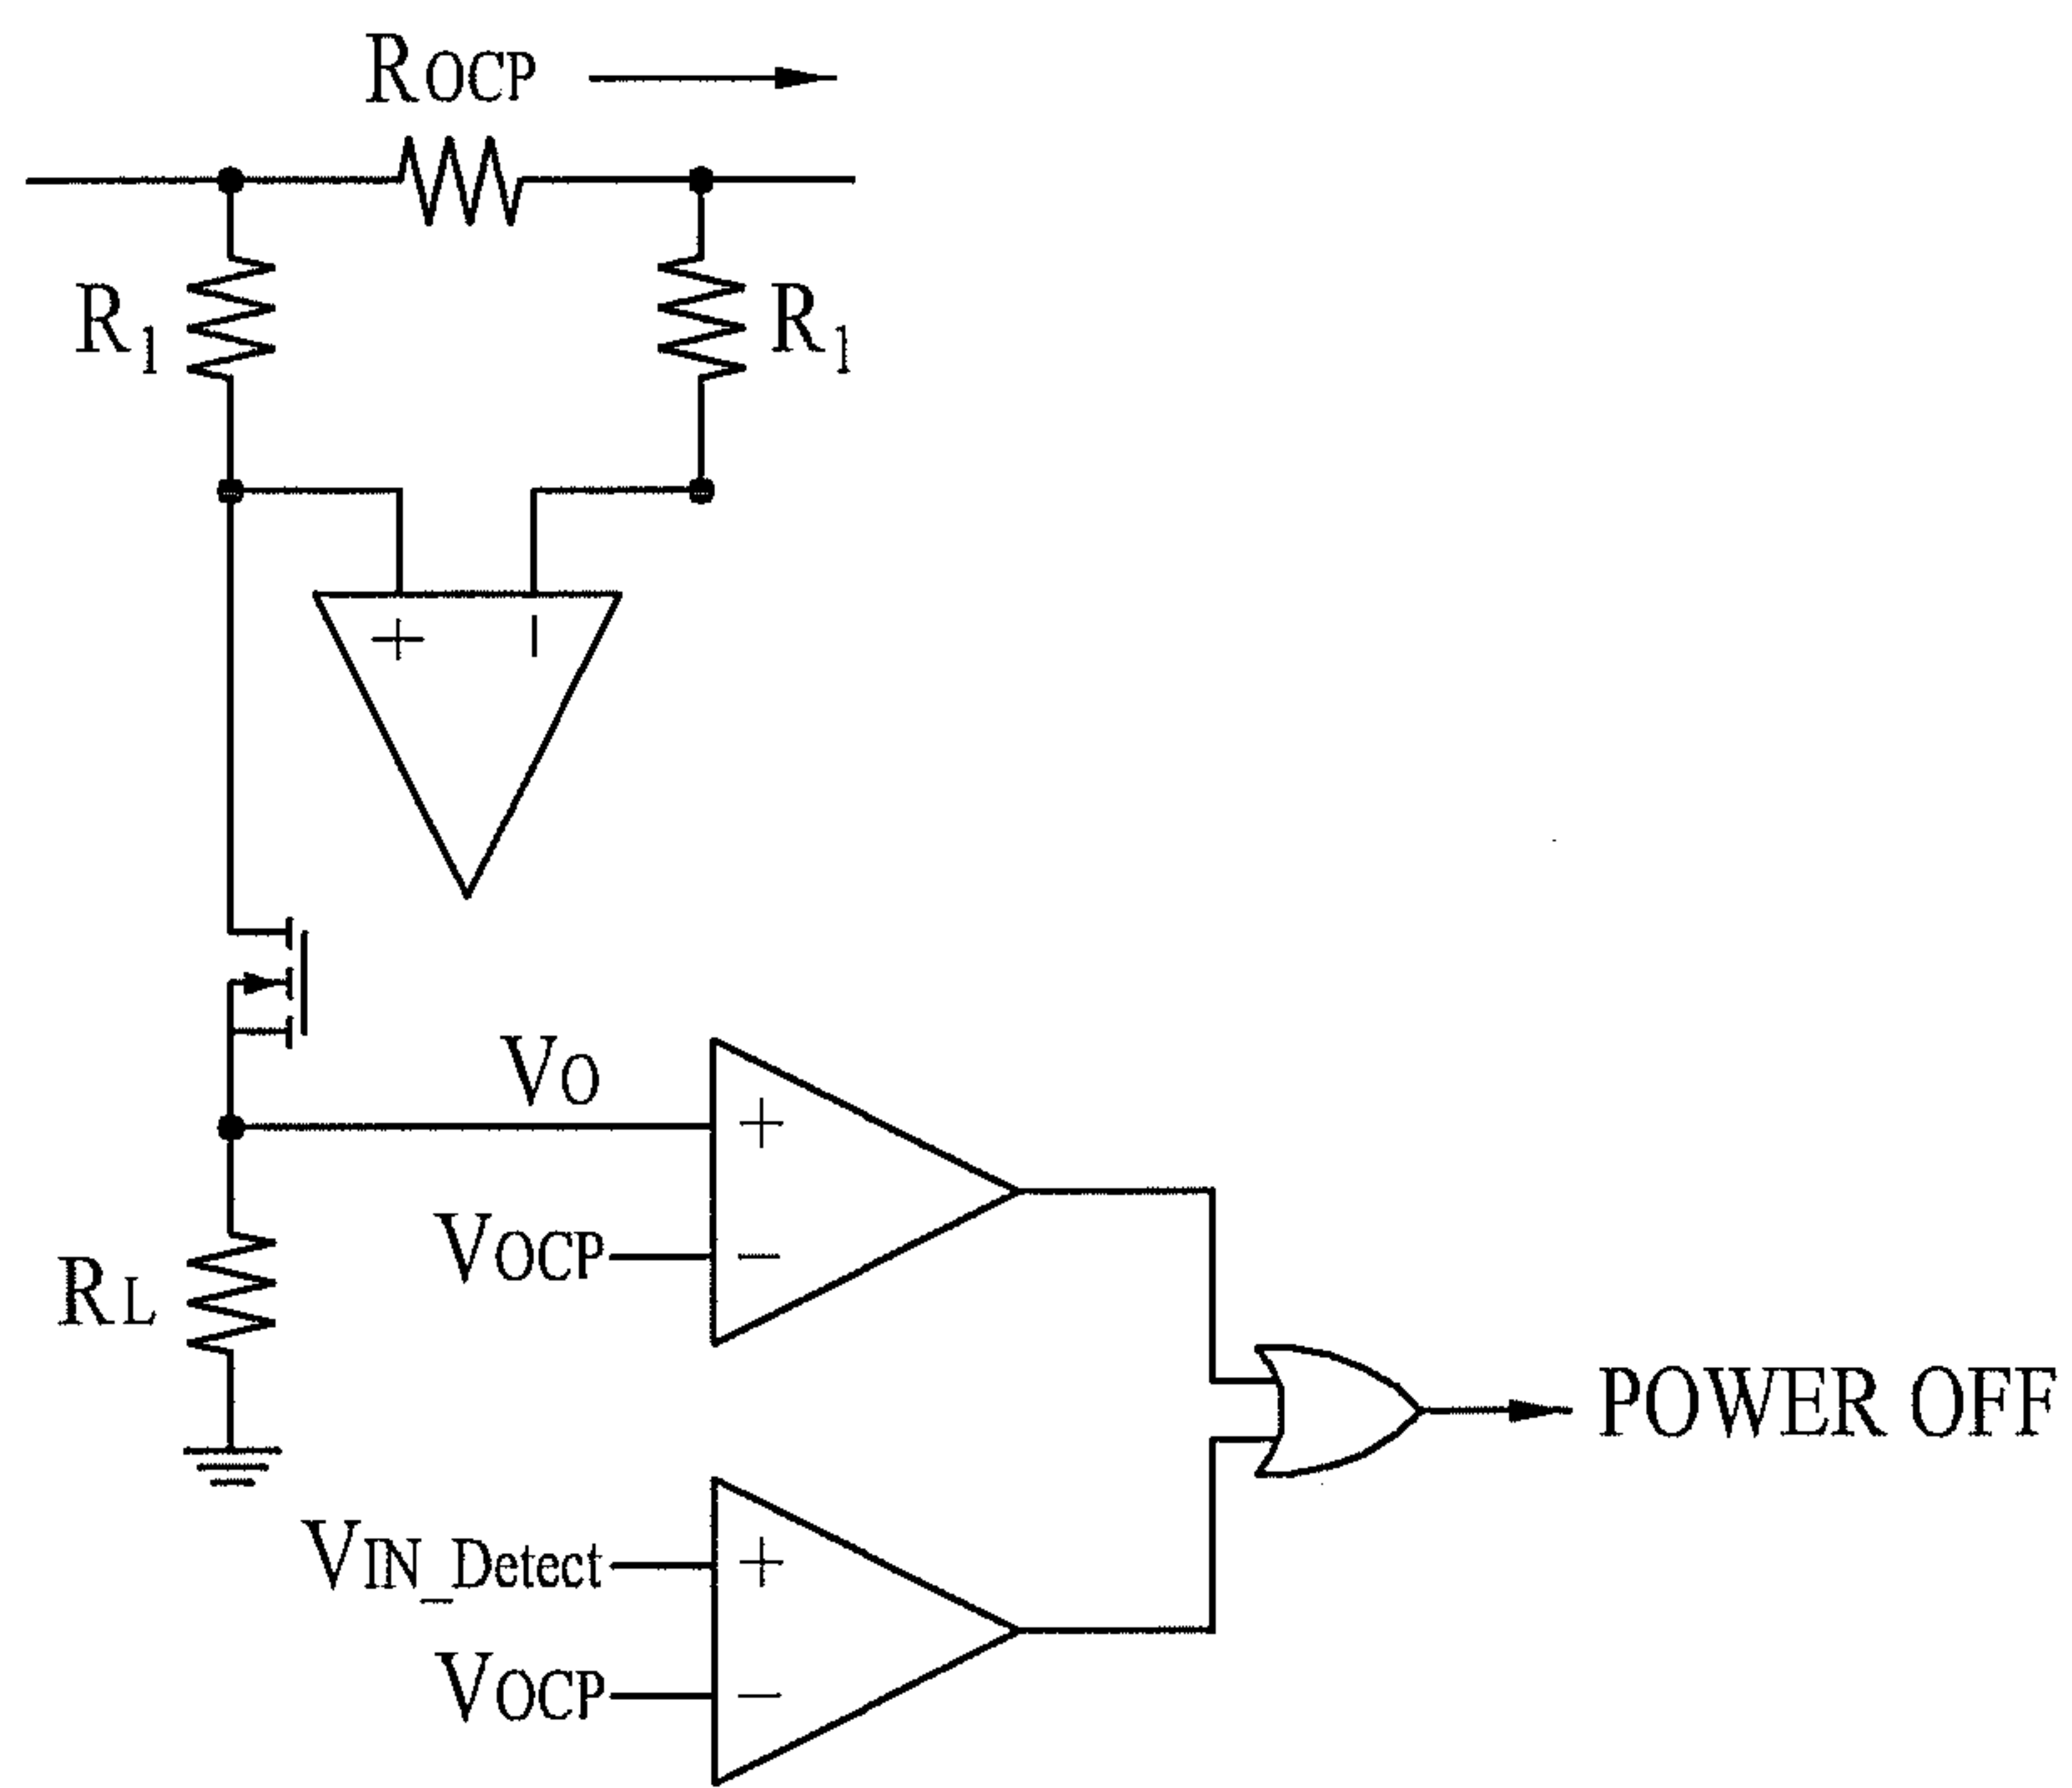 ROCP
R1
R1
+ −
VO
+
VOCP
−
RL
POWER OFF
VIN_Detect
+
VOCP
−